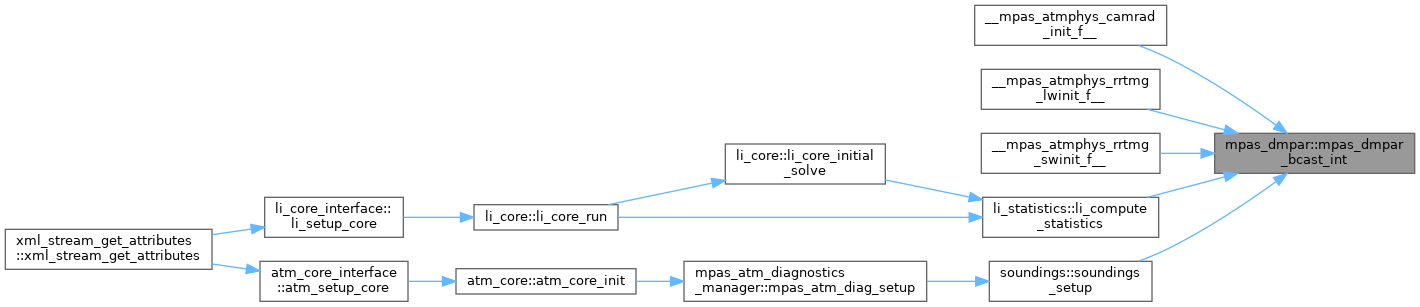 __mpas_atmphys_camrad
_init_f__
__mpas_atmphys_rrtmg
_lwinit_f__
__mpas_atmphys_rrtmg
_swinit_f__
mpas_dmpar::mpas_dmpar
_bcast_int
li_core::li_core_initial
_solve
li_core_interface::
li_setup_core
li_core::li_core_run
li_statistics::li_compute
_statistics
xml_stream_get_attributes
::xml_stream_get_attributes
atm_core_interface
::atm_setup_core
atm_core::atm_core_init
mpas_atm_diagnostics
_manager::mpas_atm_diag_setup
soundings::soundings
_setup